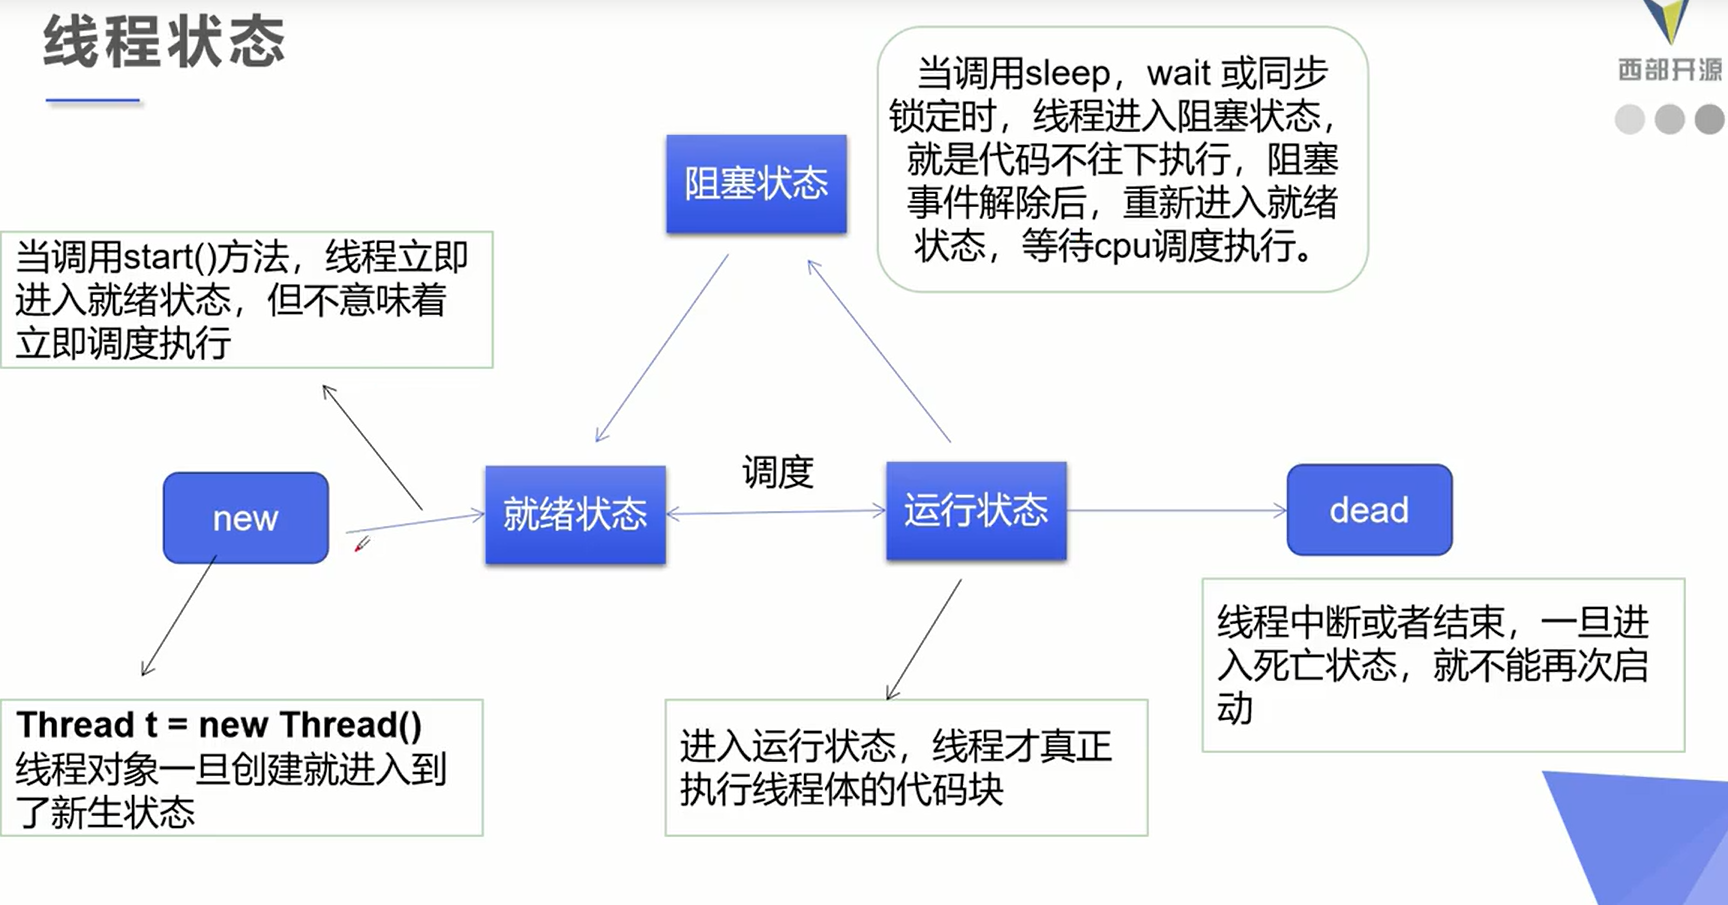 线程状态
西部开源
当调用sleep，wait 或同步
锁定时，线程进入阻塞状态，
就是代码不往下执行，阻塞
事件解除后，重新进入就绪
状态，等待cpu调度执行。
阻塞状态
当调用start()方法，线程立即
进入就绪状态，但不意味着
立即调度执行
调度
new
就绪状态
运行状态
dead
线程中断或者结束，一旦进
入死亡状态，就不能再次启
动
Thread t = new Thread()
线程对象一旦创建就进入到
了新生状态
进入运行状态，线程才真正
执行线程体的代码块